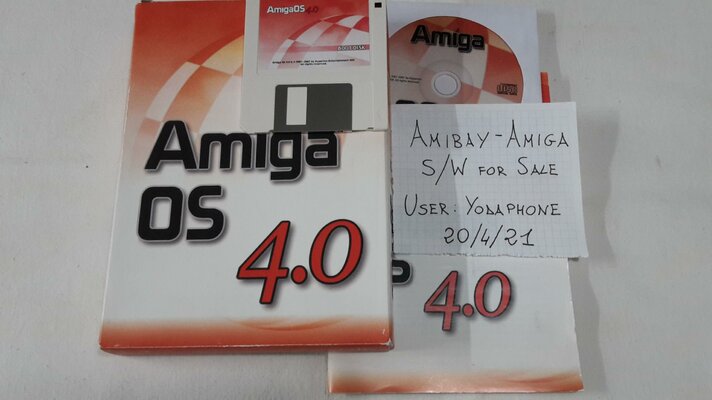 AmigaOS 4.0
BOOT DISK
Amiga
AMIBAY-AMIGA
S/W FOR SALE
USER: YODAPHONE
20/4/21
Amiga
OS
4.0
4.0